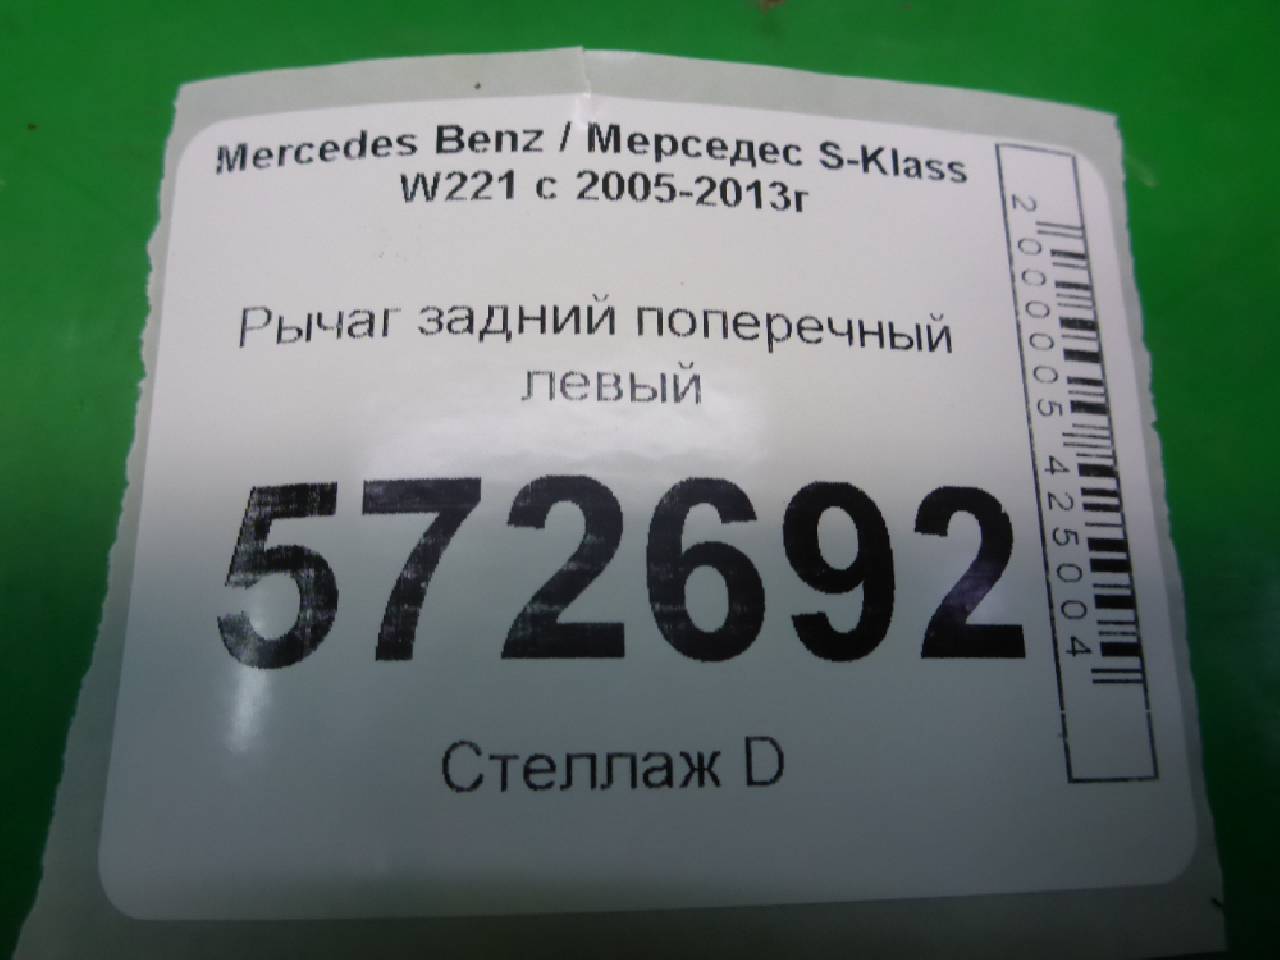 Mercedes Benz / Мерседес S-Klass
W221 с 2005-2013г
Рычаг задний поперечный
левый
572692
Стеллаж D
2000005425004